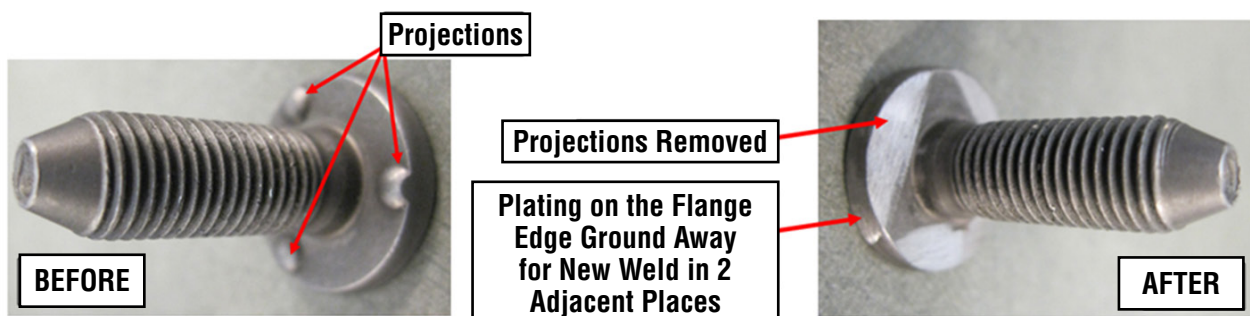 Projections
BEFORE
Projections Removed
Plating on the Flange
Edge Ground Away
for New Weld in 2
Adjacent Places
AFTER